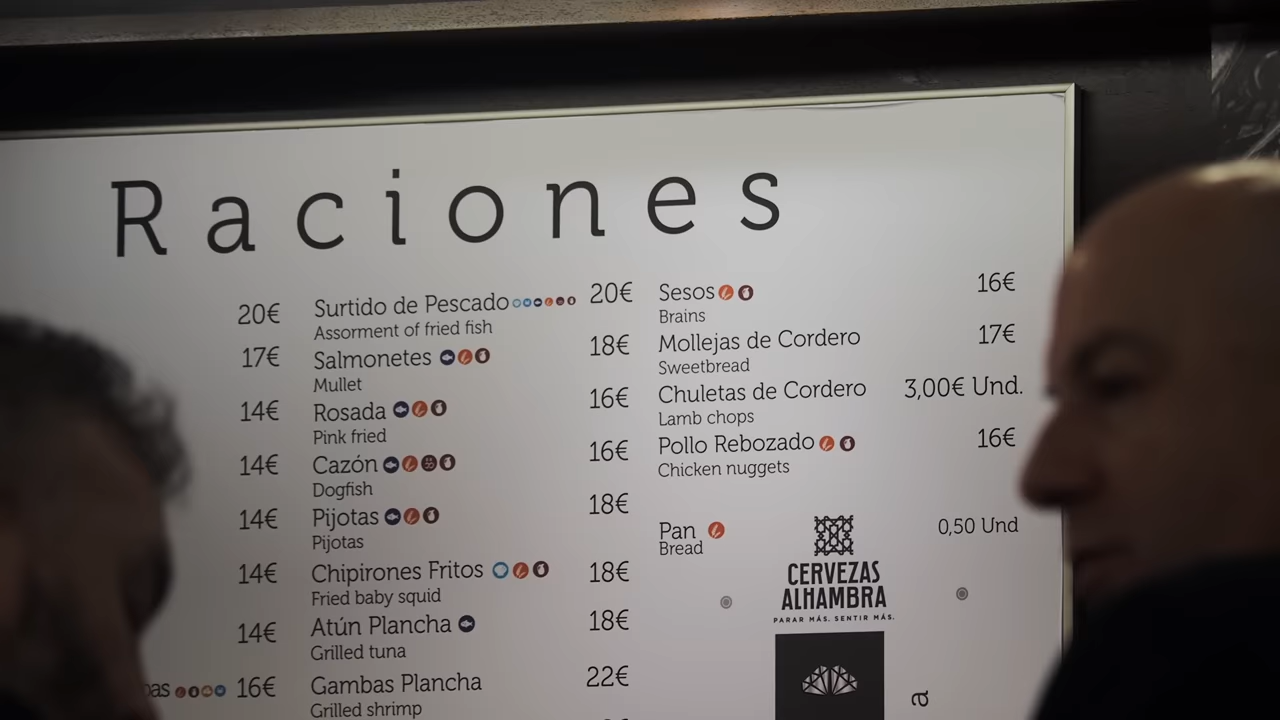 Raciones
20€
17€
14€
14€
14€
14€
14€
16€
Surtido de Pescado 20€
Assorment of fried fish
Salmonetes 18€
Mullet
Rosada 16€
Pink fried
Cazón 16€
Dogfish
Pijotas 18€
Pijotas
Chipirones Fritos 18€
Fried baby squid
Atún Plancha 18€
Grilled tuna
Gambas Plancha 22€
Grilled shrimp
Sesos 16€
Brains
Mollejas de Cordero 17€
Sweetbread
Chuletas de Cordero 3,00€ Und.
Lamb chops
Pollo Rebozado 16€
Chicken nuggets
Pan 0,50 Und
Bread
CERVEZAS
ALHAMBRA
PARAR MÁS. SENTIR MÁS.